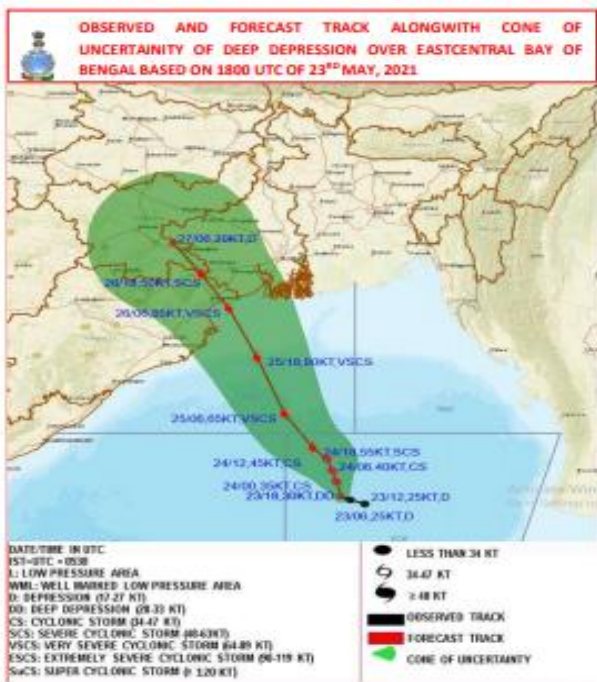 OBSERVED AND FORECAST TRACK ALONGWITH CONE OF
UNCERTAINITY OF DEEP DEPRESSION OVER EASTCENTRAL BAY OF
BENGAL BASED ON 1800 UTC OF 23RD MAY, 2021
27/06,20KT,D
26/18,50KT,SCS
26/06,85KT,VSCS
25/18,80KT,VSCS
25/06,65KT,VSCS
24/18,55KT,SCS
24/12,45KT,CS
24/06,40KT,CS
24/00,35KT,CS
23/18,30KT,DD
23/12,25KT,D
23/06,25KT,D
DATE/TIME IN UTC
IST=UTC + 0530
L: LOW PRESSURE AREA
WML: WELL MARKED LOW PRESSURE AREA
D: DEPRESSION (17-27 KT)
DD: DEEP DEPRESSION (28-33 KT)
CS: CYCLONIC STORM (34-47 KT)
SCS: SEVERE CYCLONIC STORM (48-63KT)
VSCS: VERY SEVERE CYCLONIC STORM (64-89 KT)
ESCS: EXTREMELY SEVERE CYCLONIC STORM (90-119 KT)
SuCS: SUPER CYCLONIC STORM (≥ 120 KT)
LESS THAN 34 KT
34-47 KT
≥ 48 KT
OBSERVED TRACK
FORECAST TRACK
CONE OF UNCERTAINTY